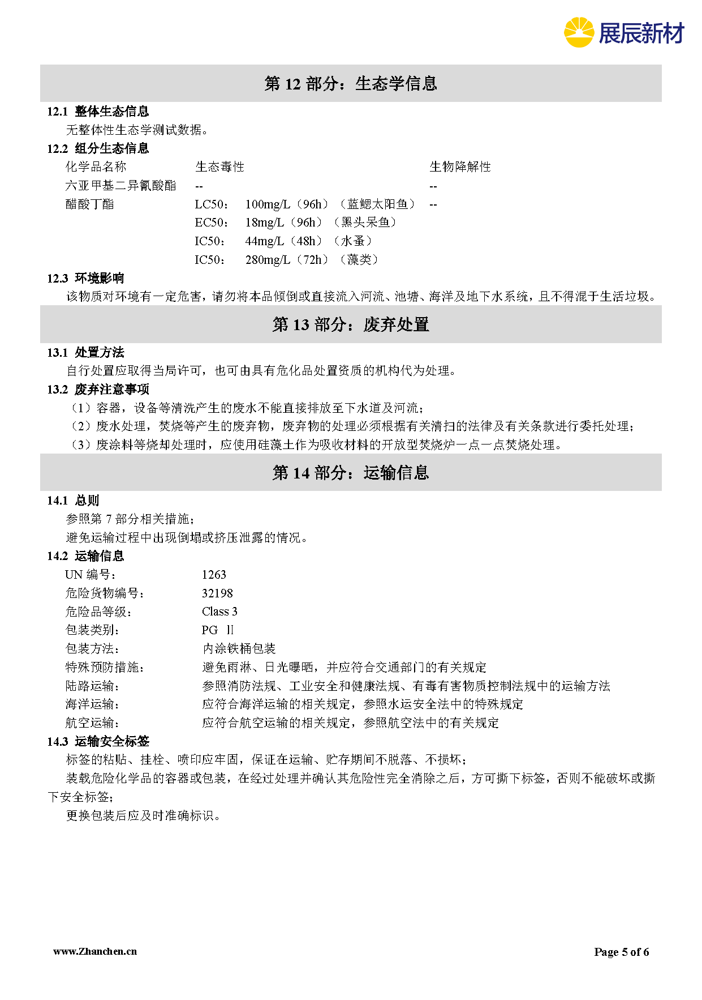 展辰新材
第 12 部分：生态学信息
12.1 整体生态信息
无整体性生态学测试数据。
12.2 组分生态信息
化学品名称 生态毒性 生物降解性
六亚甲基二异氰酸酯 -- --
醋酸丁酯 LC50： 100mg/L（96h）（蓝鳃太阳鱼） --
EC50： 18mg/L（96h）（黑头呆鱼）
IC50： 44mg/L（48h）（水蚤）
IC50： 280mg/L（72h）（藻类）
12.3 环境影响
该物质对环境有一定危害，请勿将本品倾倒或直接流入河流、池塘、海洋及地下水系统，且不得混于生活垃圾。
第 13 部分：废弃处置
13.1 处置方法
自行处置应取得当局许可，也可由具有危化品处置资质的机构代为处理。
13.2 废弃注意事项
（1）容器，设备等清洗产生的废水不能直接排放至下水道及河流；
（2）废水处理，焚烧等产生的废弃物，废弃物的处理必须根据有关清扫的法律及有关条款进行委托处理；
（3）废涂料等烧却处理时，应使用硅藻土作为吸收材料的开放型焚烧炉一点一点焚烧处理。
第 14 部分：运输信息
14.1 总则
参照第 7 部分相关措施；
避免运输过程中出现倒塌或挤压泄露的情况。
14.2 运输信息
UN 编号： 1263
危险货物编号： 32198
危险品等级： Class 3
包装类别： PG Ⅱ
包装方法： 内涂铁桶包装
特殊预防措施： 避免雨淋、日光曝晒，并应符合交通部门的有关规定
陆路运输： 参照消防法规、工业安全和健康法规、有毒有害物质控制法规中的运输方法
海洋运输： 应符合海洋运输的相关规定，参照水运安全法中的特殊规定
航空运输： 应符合航空运输的相关规定，参照航空法中的有关规定
14.3 运输安全标签
标签的粘贴、挂栓、喷印应牢固，保证在运输、贮存期间不脱落、不损坏；
装载危险化学品的容器或包装，在经过处理并确认其危险性完全消除之后，方可撕下标签，否则不能破坏或撕
下安全标签；
更换包装后应及时准确标识。
www.Zhanchen.cn Page 5 of 6